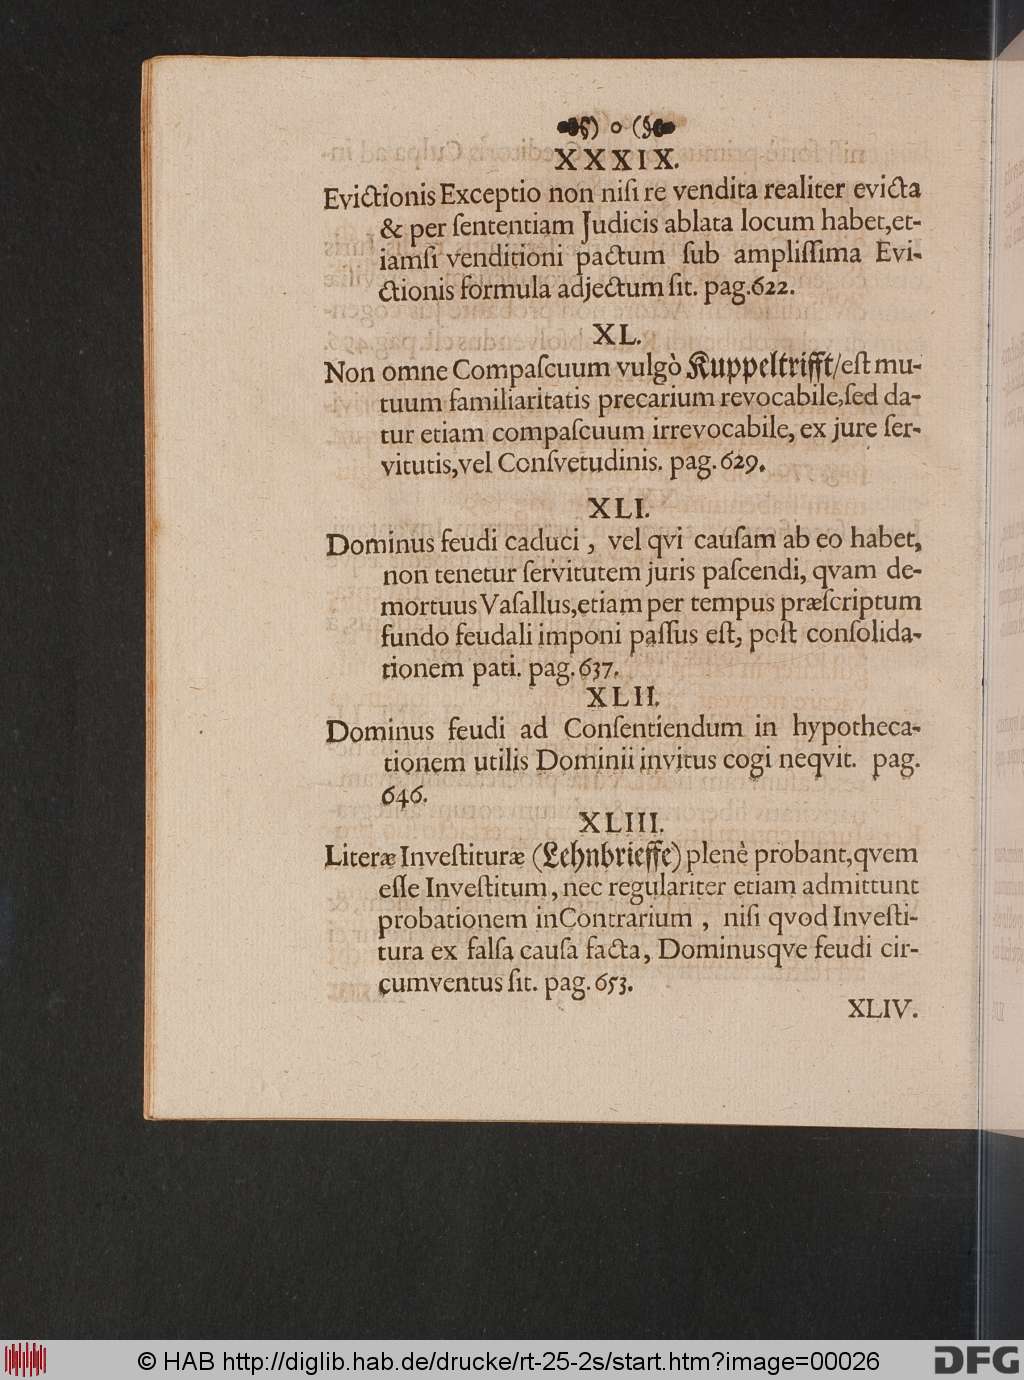 ) o (
XXXIX.
Evictionis Exceptio non niſi re vendita realiter evicta
& per ſententiam Judicis ablata locum habet, et-
iamſi venditioni pactum ſub ampliſſima Evi-
ctionis formula adjectum ſit. pag. 622.
XL.
Non omne Compaſcuum vulgò Kuppeltrifft/ eſt mu-
tuum familiaritatis precarium revocabile, ſed da-
tur etiam compaſcuum irrevocabile, ex jure ſer-
vitutis, vel Conſvetudinis. pag. 629.
XLI.
Dominus feudi caduci, vel qvi cauſam ab eo habet,
non tenetur ſervitutem juris paſcendi, qvam de-
mortuus Vaſallus, etiam per tempus præſcriptum
fundo feudali imponi paſſus eſt, poſt conſolida-
tionem pati. pag. 637.
XLII.
Dominus feudi ad Conſentiendum in hypotheca-
tionem utilis Dominii invitus cogi neqvit. pag.
646.
XLIII.
Literæ Inveſtituræ (Lehnbrieffe) plenè probant, qvem
eſſe Inveſtitum, nec regulariter etiam admittunt
probationem in Contrarium, niſi qvod Inveſti-
tura ex falſa cauſa facta, Dominusqve feudi cir-
cumventus ſit. pag. 653.
XLIV.
© HAB http://diglib.hab.de/drucke/rt-25-2s/start.htm?image=00026
DFG